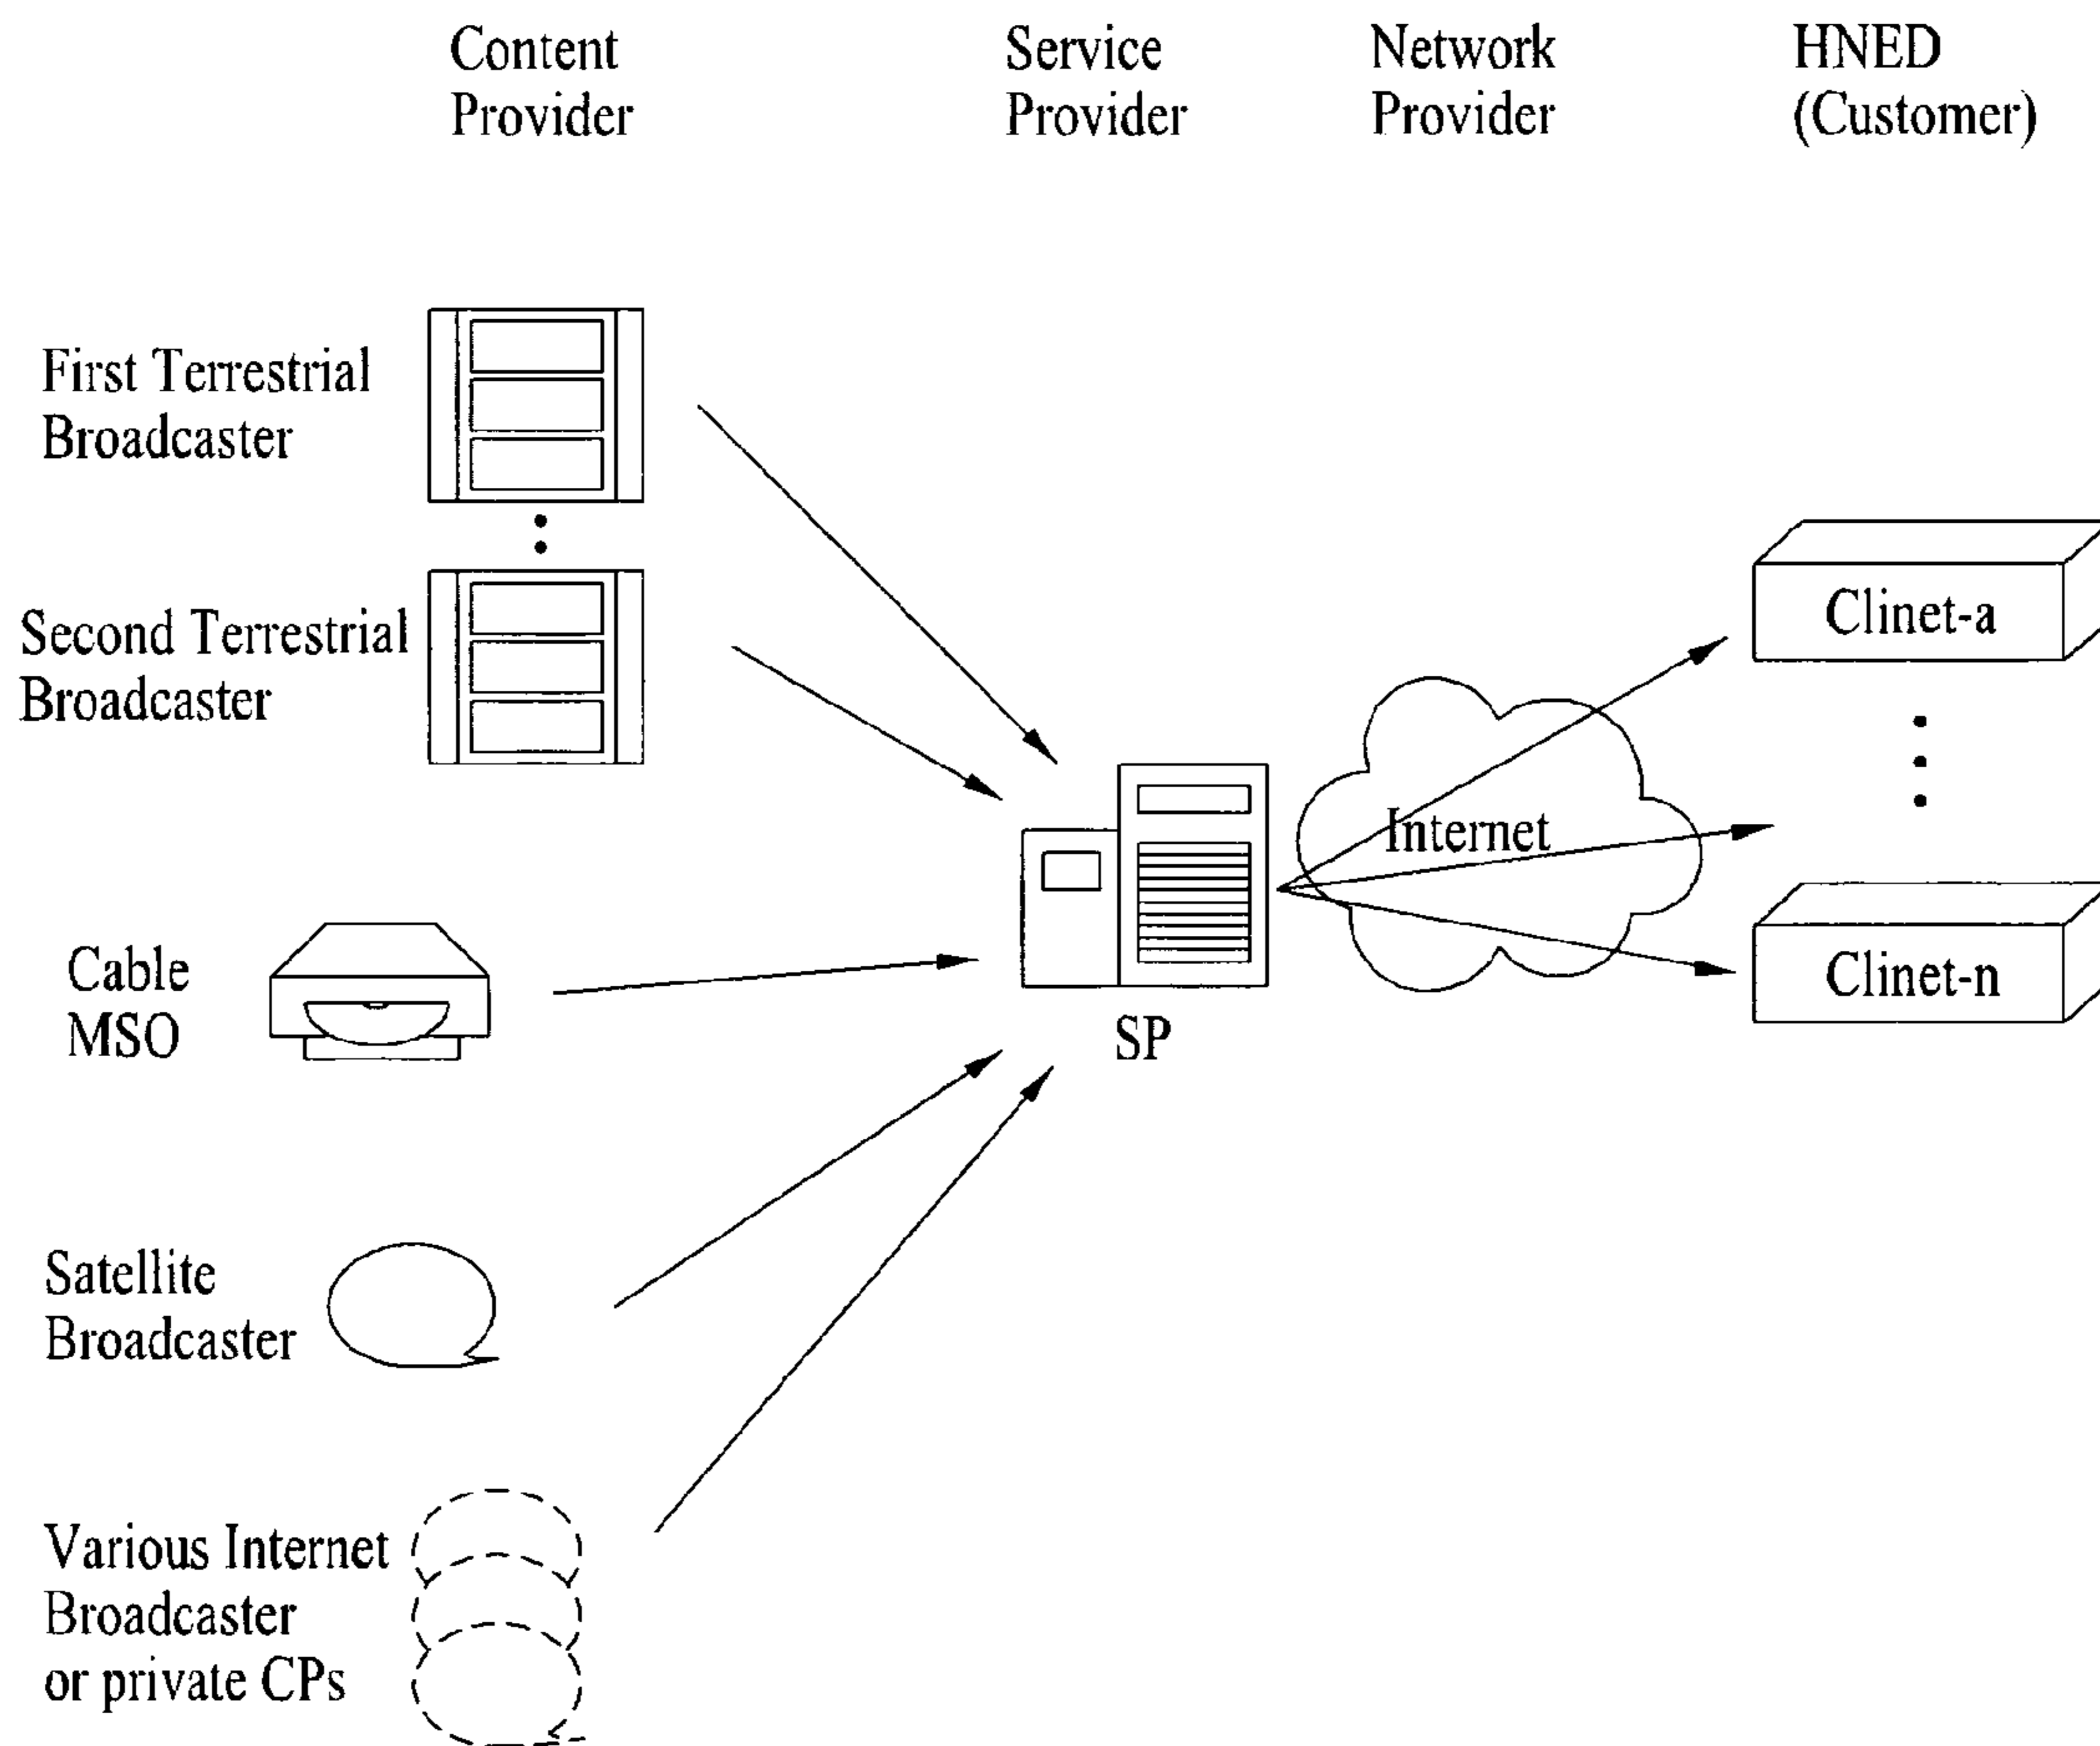 Content
Provider
Service
Provider
Network
Provider
HNED
(Customer)
First Terrestrial
Broadcaster
Second Terrestrial
Broadcaster
Cable
MSO
Satellite
Broadcaster
Various Internet
Broadcaster
or private CPs
SP
Internet
Clinet-a
Clinet-n